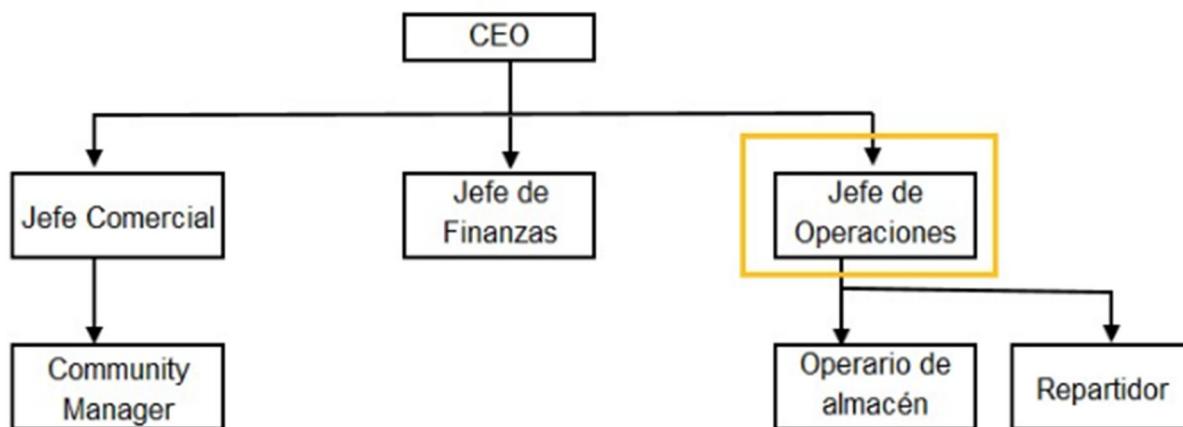 CEO
Jefe Comercial
Jefe de
Finanzas
Jefe de
Operaciones
Community
Manager
Operario de
almacén
Repartidor